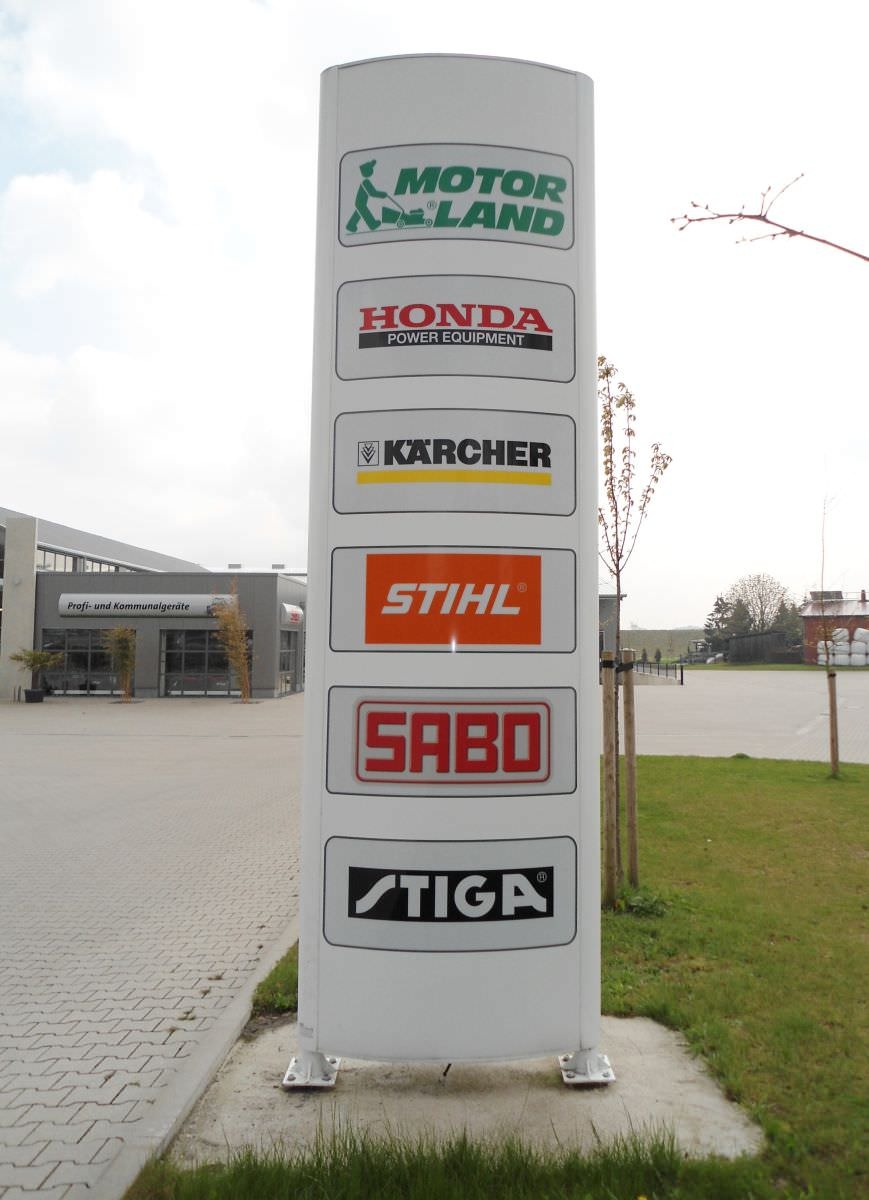 MOTOR
® LAND
HONDA
POWER EQUIPMENT
KÄRCHER
STIHL®
Profi- und Kommunalgeräte
SABO
STIGA®